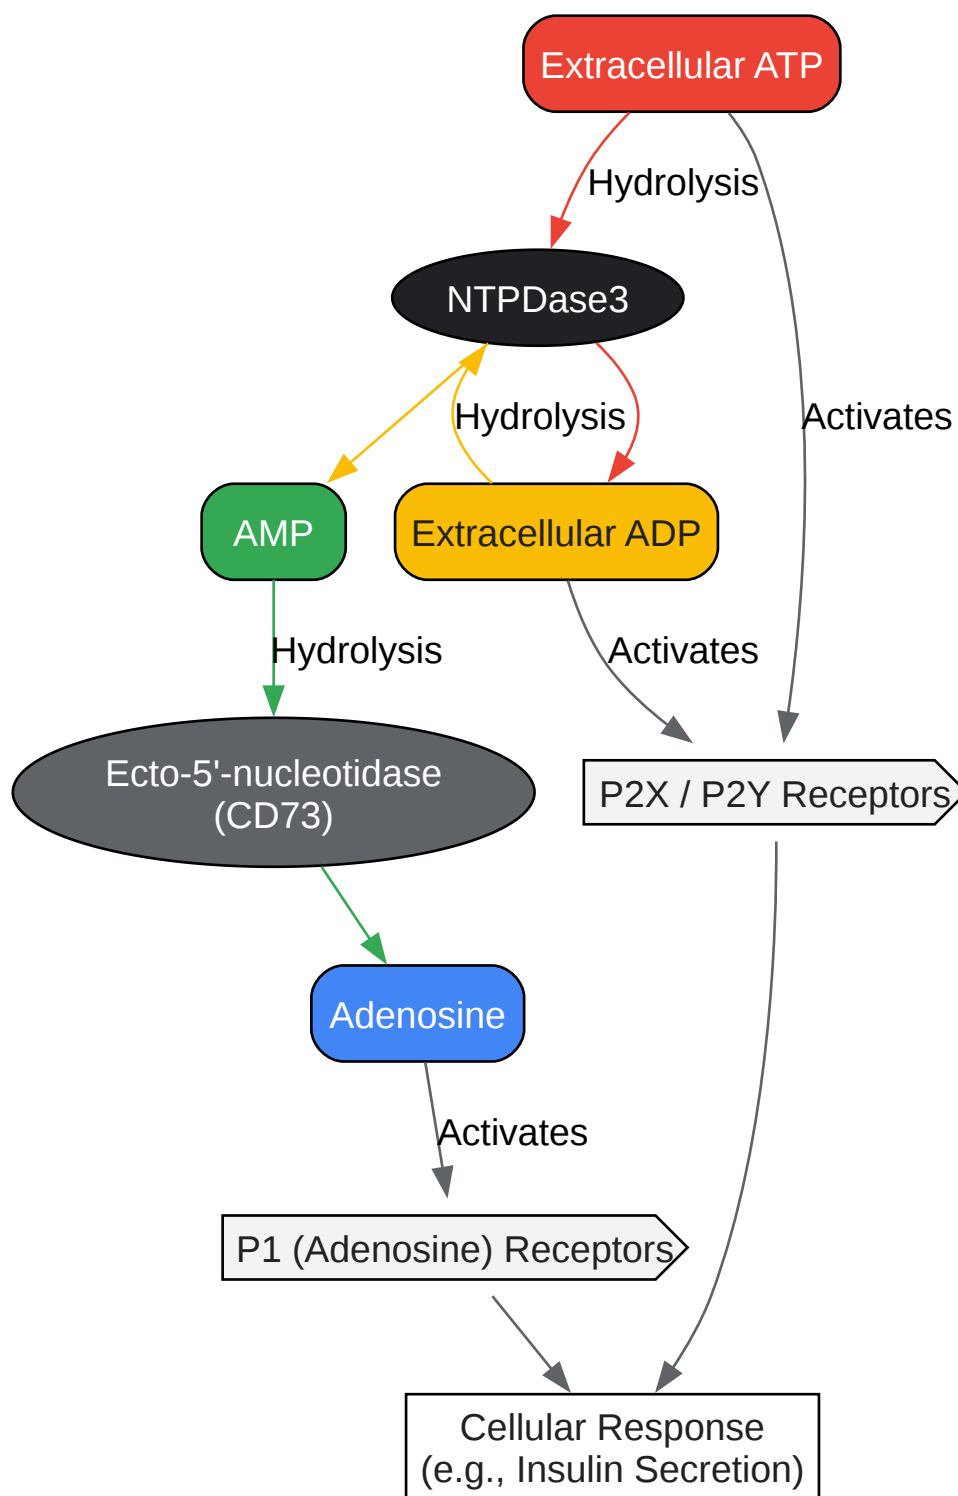 Extracellular ATP
Hydrolysis
NTPDase3
Hydrolysis
Activates
AMP
Extracellular ADP
Hydrolysis
Activates
Ecto-5'-nucleotidase
(CD73)
P2X / P2Y Receptors
Adenosine
Activates
P1 (Adenosine) Receptors
Cellular Response
(e.g., Insulin Secretion)